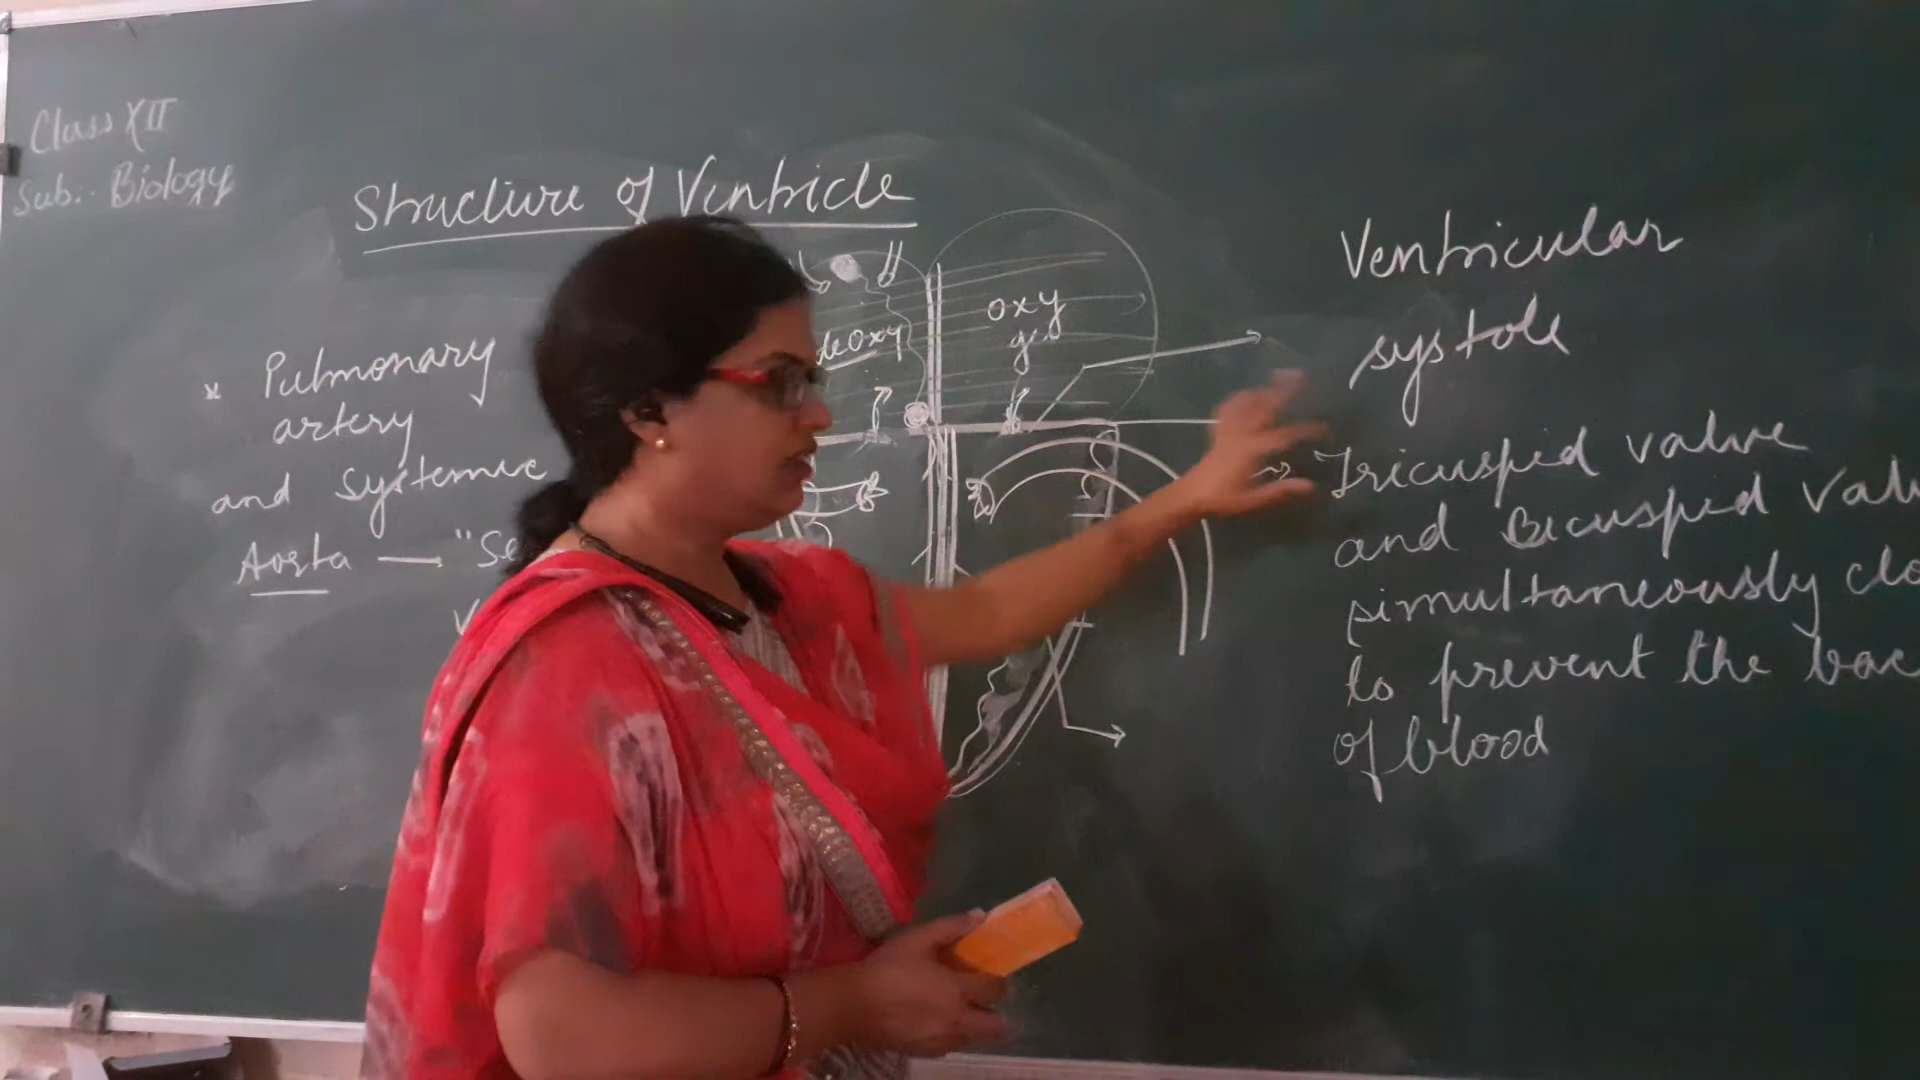 Class XII
Sub:- Biology
Structure of Ventricle
* Pulmonary
artery
and Systemic
Aorta — "Se
deoxy
oxy
Ventricular
systole
Tricuspid valve
and Bicuspid Valv
simultaneously clo
to prevent the bac
of blood